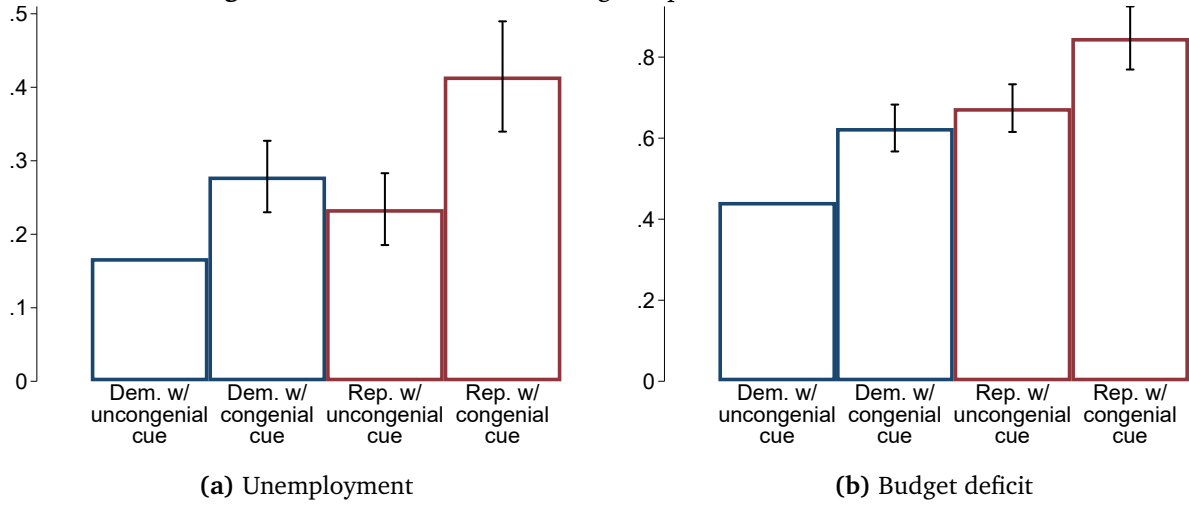 .5
.4
.3
.2
.1
0
Dem. w/
uncongenial
cue
Dem. w/
congenial
cue
Rep. w/
uncongenial
cue
Rep. w/
congenial
cue
(a) Unemployment
.8
.6
.4
.2
0
Dem. w/
uncongenial
cue
Dem. w/
congenial
cue
Rep. w/
uncongenial
cue
Rep. w/
congenial
cue
(b) Budget deficit